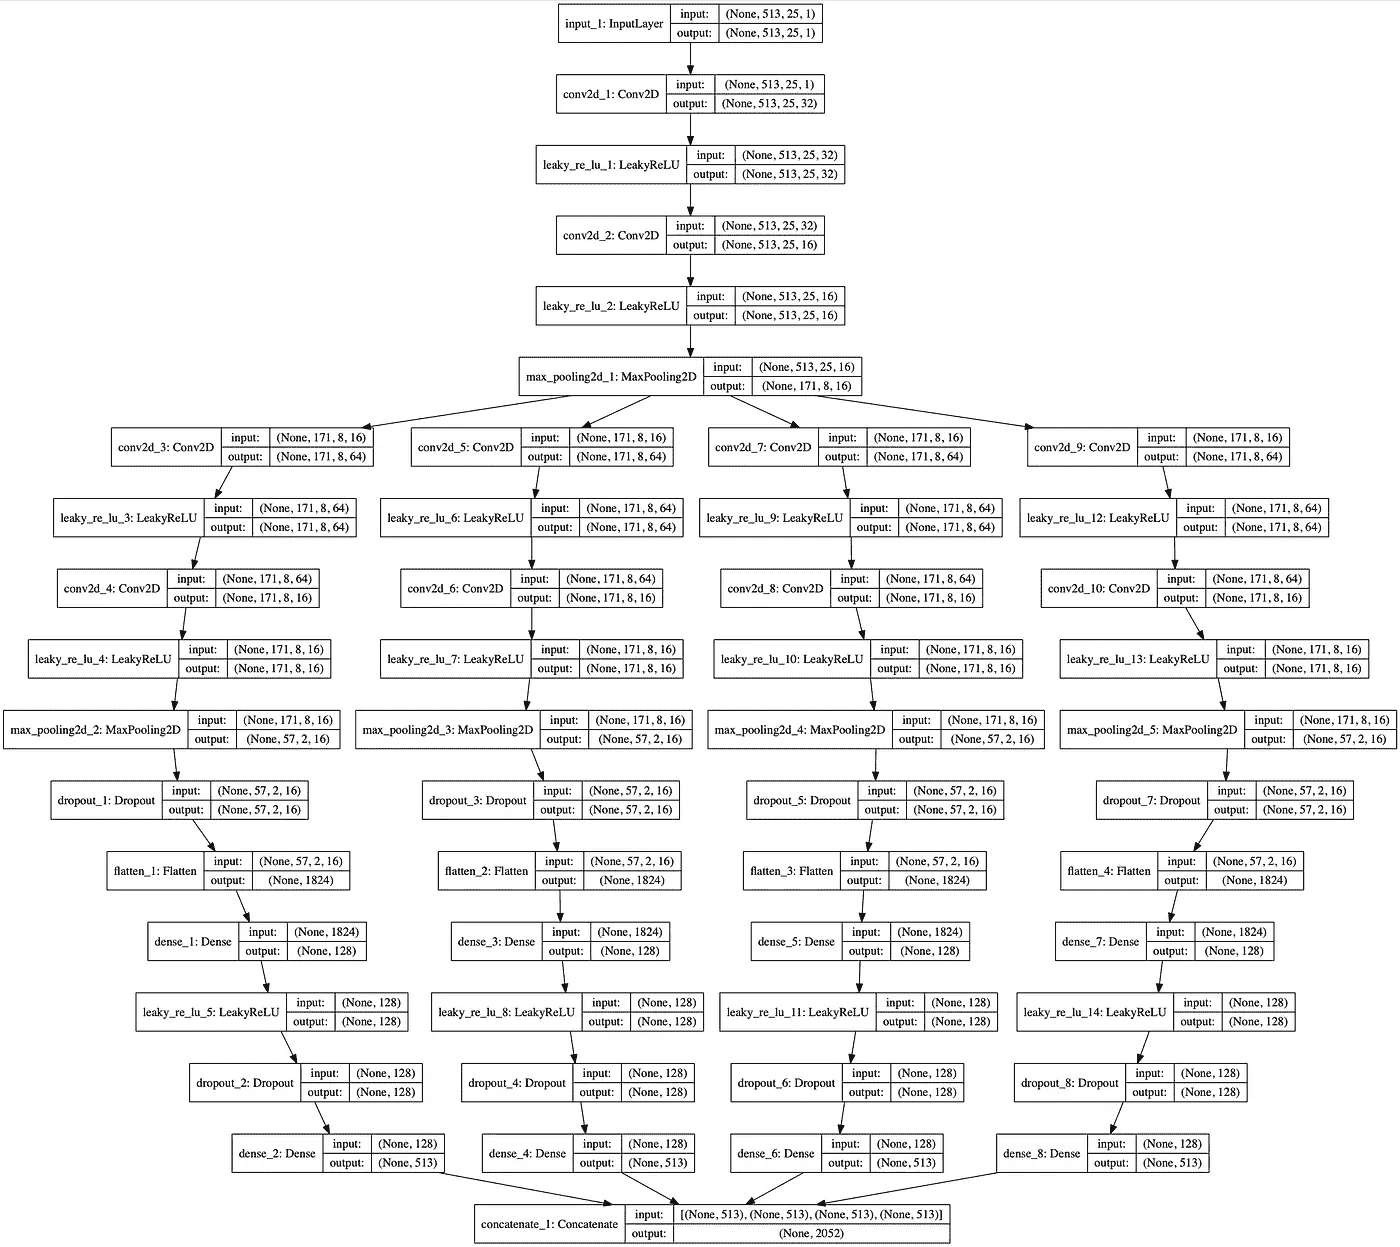 input_1: InputLayer
input: (None, 513, 25, 1)
output: (None, 513, 25, 1)
conv2d_1: Conv2D
input: (None, 513, 25, 1)
output: (None, 513, 25, 32)
leaky_re_lu_1: LeakyReLU
input: (None, 513, 25, 32)
output: (None, 513, 25, 32)
conv2d_2: Conv2D
input: (None, 513, 25, 32)
output: (None, 513, 25, 16)
leaky_re_lu_2: LeakyReLU
input: (None, 513, 25, 16)
output: (None, 513, 25, 16)
max_pooling2d_1: MaxPooling2D
input: (None, 513, 25, 16)
output: (None, 171, 8, 16)
conv2d_3: Conv2D
input: (None, 171, 8, 16)
output: (None, 171, 8, 64)
conv2d_5: Conv2D
input: (None, 171, 8, 16)
output: (None, 171, 8, 64)
conv2d_7: Conv2D
input: (None, 171, 8, 16)
output: (None, 171, 8, 64)
conv2d_9: Conv2D
input: (None, 171, 8, 16)
output: (None, 171, 8, 64)
leaky_re_lu_3: LeakyReLU
input: (None, 171, 8, 64)
output: (None, 171, 8, 64)
leaky_re_lu_6: LeakyReLU
input: (None, 171, 8, 64)
output: (None, 171, 8, 64)
leaky_re_lu_9: LeakyReLU
input: (None, 171, 8, 64)
output: (None, 171, 8, 64)
leaky_re_lu_12: LeakyReLU
input: (None, 171, 8, 64)
output: (None, 171, 8, 64)
conv2d_4: Conv2D
input: (None, 171, 8, 64)
output: (None, 171, 8, 16)
conv2d_6: Conv2D
input: (None, 171, 8, 64)
output: (None, 171, 8, 16)
conv2d_8: Conv2D
input: (None, 171, 8, 64)
output: (None, 171, 8, 16)
conv2d_10: Conv2D
input: (None, 171, 8, 64)
output: (None, 171, 8, 16)
leaky_re_lu_4: LeakyReLU
input: (None, 171, 8, 16)
output: (None, 171, 8, 16)
leaky_re_lu_7: LeakyReLU
input: (None, 171, 8, 16)
output: (None, 171, 8, 16)
leaky_re_lu_10: LeakyReLU
input: (None, 171, 8, 16)
output: (None, 171, 8, 16)
leaky_re_lu_13: LeakyReLU
input: (None, 171, 8, 16)
output: (None, 171, 8, 16)
max_pooling2d_2: MaxPooling2D
input: (None, 171, 8, 16)
output: (None, 57, 2, 16)
max_pooling2d_3: MaxPooling2D
input: (None, 171, 8, 16)
output: (None, 57, 2, 16)
max_pooling2d_4: MaxPooling2D
input: (None, 171, 8, 16)
output: (None, 57, 2, 16)
max_pooling2d_5: MaxPooling2D
input: (None, 171, 8, 16)
output: (None, 57, 2, 16)
dropout_1: Dropout
input: (None, 57, 2, 16)
output: (None, 57, 2, 16)
dropout_3: Dropout
input: (None, 57, 2, 16)
output: (None, 57, 2, 16)
dropout_5: Dropout
input: (None, 57, 2, 16)
output: (None, 57, 2, 16)
dropout_7: Dropout
input: (None, 57, 2, 16)
output: (None, 57, 2, 16)
flatten_1: Flatten
input: (None, 57, 2, 16)
output: (None, 1824)
flatten_2: Flatten
input: (None, 57, 2, 16)
output: (None, 1824)
flatten_3: Flatten
input: (None, 57, 2, 16)
output: (None, 1824)
flatten_4: Flatten
input: (None, 57, 2, 16)
output: (None, 1824)
dense_1: Dense
input: (None, 1824)
output: (None, 128)
dense_3: Dense
input: (None, 1824)
output: (None, 128)
dense_5: Dense
input: (None, 1824)
output: (None, 128)
dense_7: Dense
input: (None, 1824)
output: (None, 128)
leaky_re_lu_5: LeakyReLU
input: (None, 128)
output: (None, 128)
leaky_re_lu_8: LeakyReLU
input: (None, 128)
output: (None, 128)
leaky_re_lu_11: LeakyReLU
input: (None, 128)
output: (None, 128)
leaky_re_lu_14: LeakyReLU
input: (None, 128)
output: (None, 128)
dropout_2: Dropout
input: (None, 128)
output: (None, 128)
dropout_4: Dropout
input: (None, 128)
output: (None, 128)
dropout_6: Dropout
input: (None, 128)
output: (None, 128)
dropout_8: Dropout
input: (None, 128)
output: (None, 128)
dense_2: Dense
input: (None, 128)
output: (None, 513)
dense_4: Dense
input: (None, 128)
output: (None, 513)
dense_6: Dense
input: (None, 128)
output: (None, 513)
dense_8: Dense
input: (None, 128)
output: (None, 513)
concatenate_1: Concatenate
input: [(None, 513), (None, 513), (None, 513), (None, 513)]
output: (None, 2052)